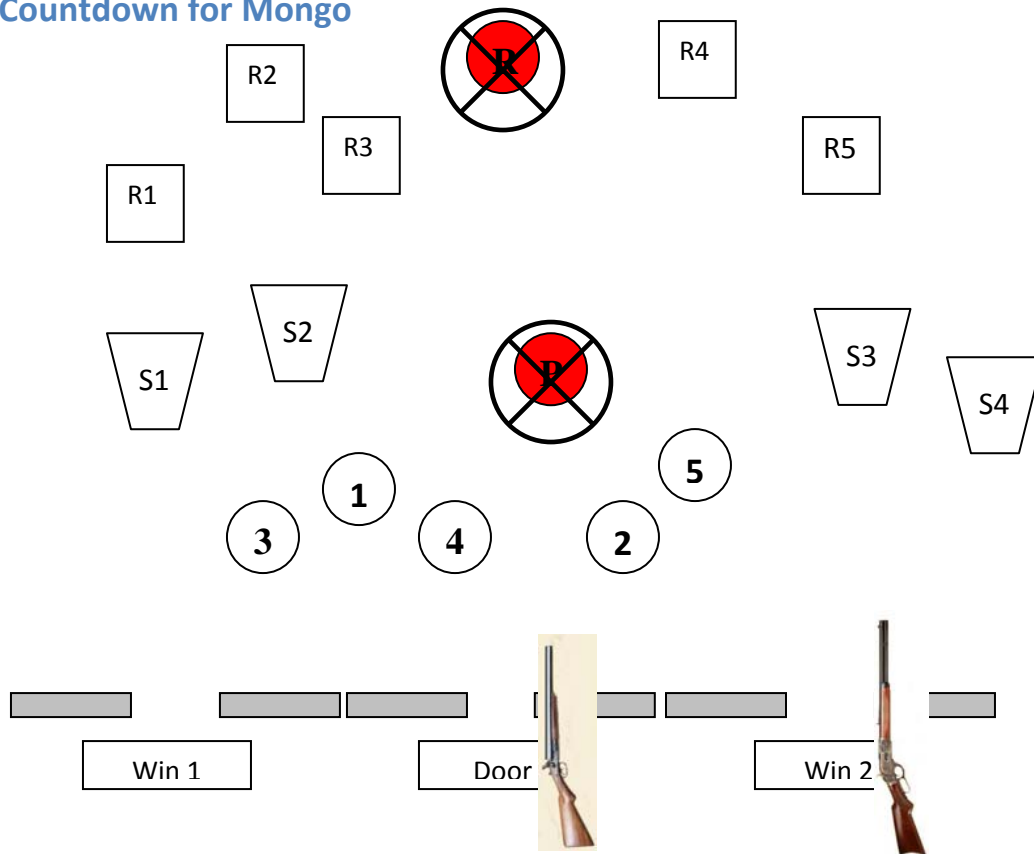 Countdown for Mongo
R
R4
R2
R3
R5
R1
S2
S3
S1
P
S4
5
1
3
4
2
Win 1
Door
Win 2